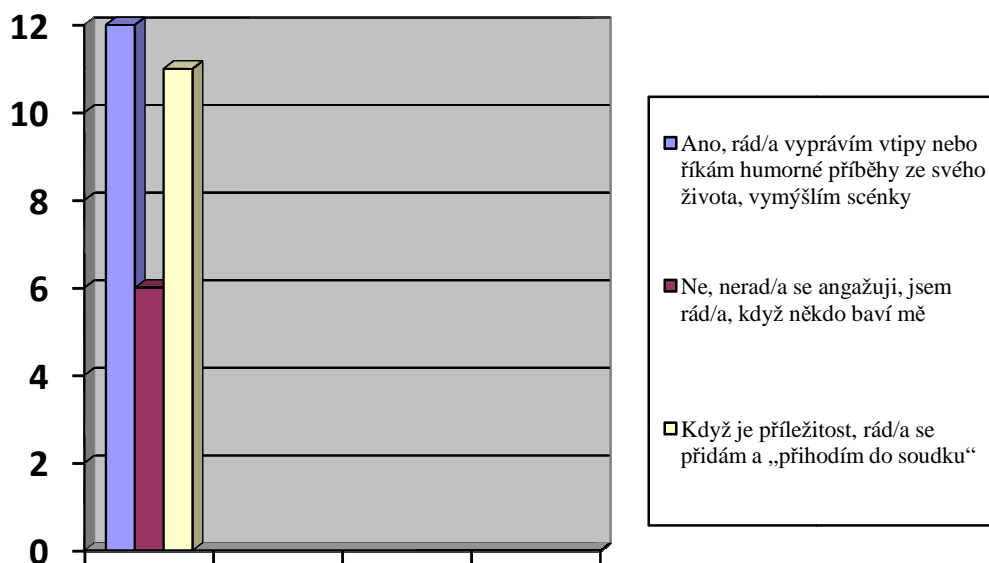 12
10
8
6
4
2
0
Ano, rád/a vyprávím vtipy nebo
říkám humorné příběhy ze svého
života, vymýšlím scénky
Ne, nerad/a se angažuji, jsem
rád/a, když někdo baví mě
Když je příležitost, rád/a se
přidám a „přihodím do soudku“